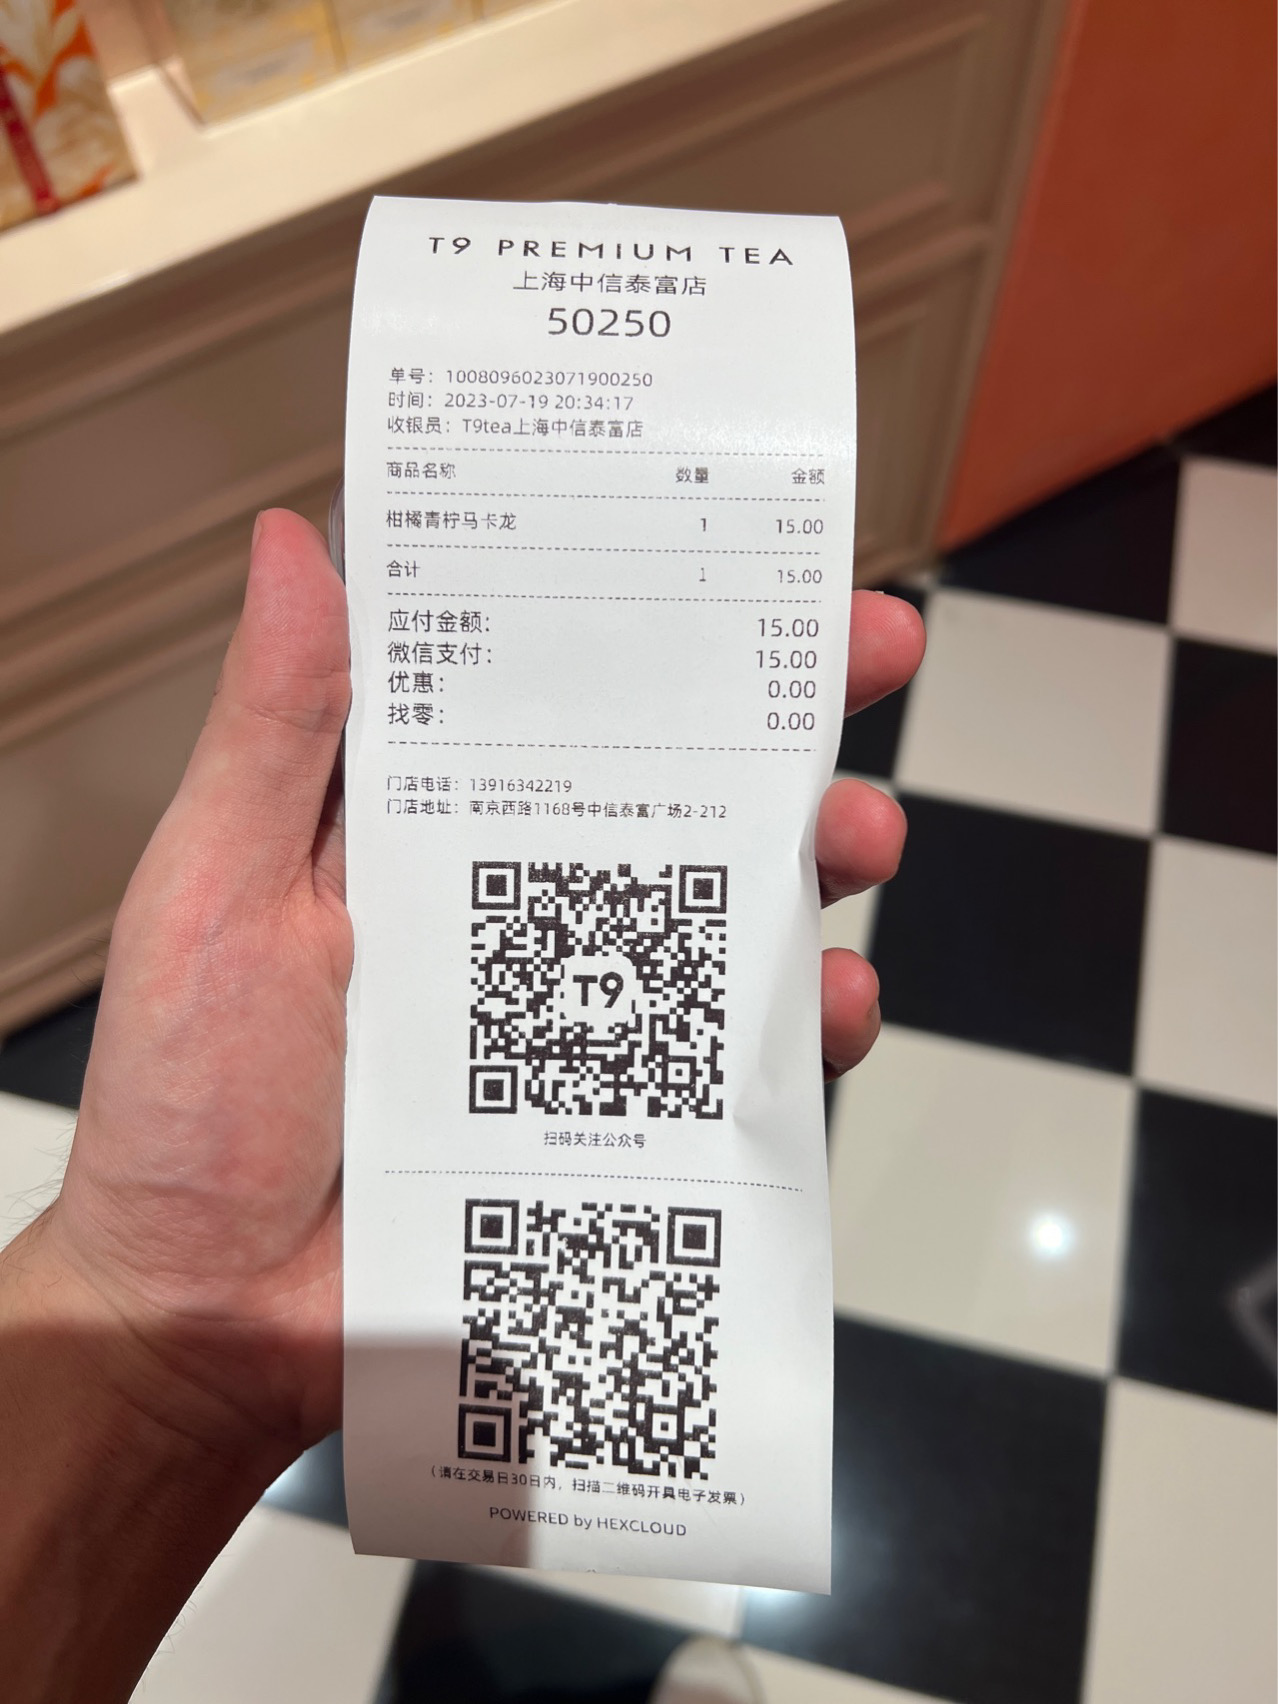 T9 PREMIUM TEA
上海中信泰富店
50250
单号：1008096023071900250
时间：2023-07-19 20:34:17
收银员：T9tea上海中信泰富店
商品名称 数量 金额
柑橘青柠马卡龙 1 15.00
合计 1 15.00
应付金额： 15.00
微信支付： 15.00
优惠： 0.00
找零： 0.00
门店电话：13916342219
门店地址：南京西路1168号中信泰富广场2-212
T9
扫码关注公众号
（请在交易日30日内，扫描二维码开具电子发票）
POWERED by HEXCLOUD